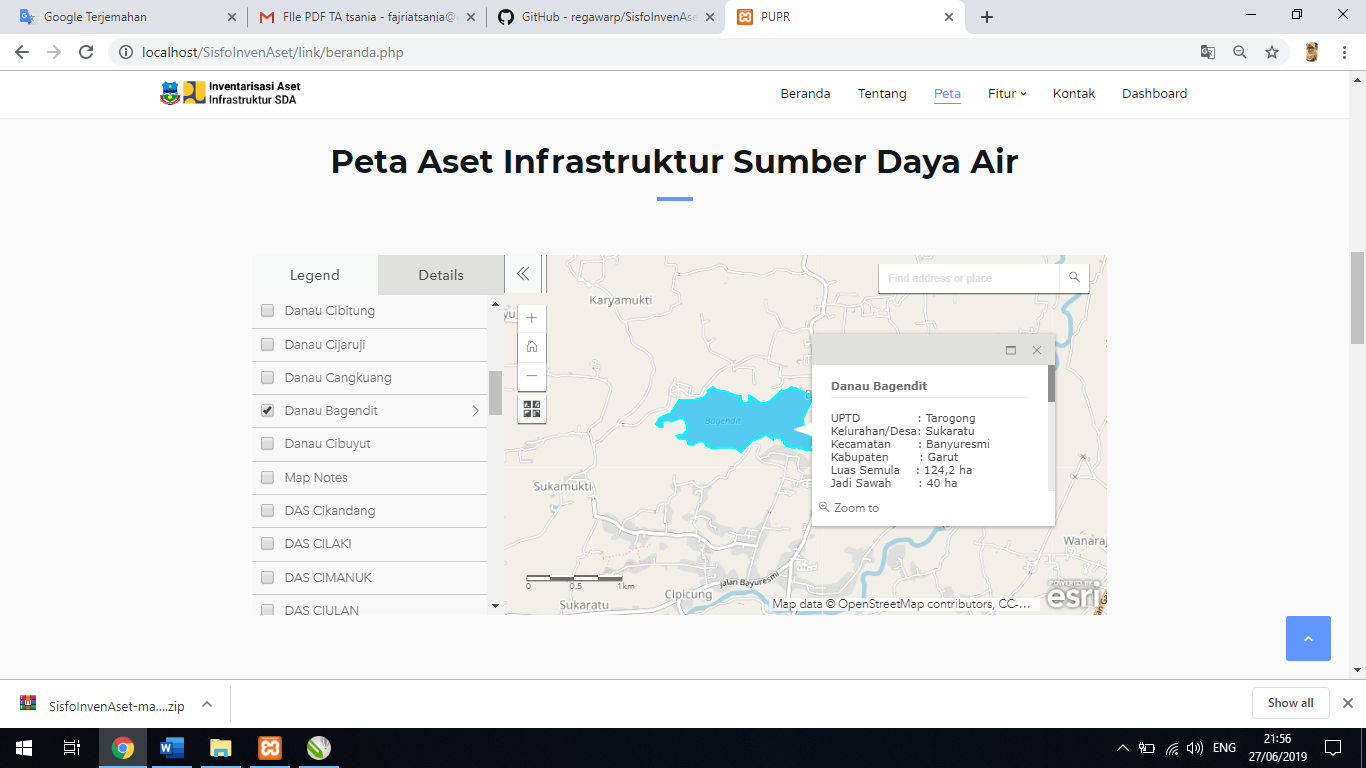 Google Terjemahan
FIle PDF TA tsania - fajriatsania@
GitHub - regawarp/SisfoInvenAse
PUPR
localhost/SisfoInvenAset/link/beranda.php
Inventarisasi Aset
Infrastruktur SDA
Beranda
Tentang
Peta
Fitur
Kontak
Dashboard
Peta Aset Infrastruktur Sumber Daya Air
Legend
Details
Danau Cibitung
Danau Cijaruji
Danau Cangkuang
Danau Bagendit
Danau Cibuyut
Map Notes
DAS Cikandang
DAS CILAKI
DAS CIMANUK
DAS CIULAN
Find address or place
Karyamukti
Bagendit
Sukamukti
Danau Bagendit
UPTD : Tarogong
Kelurahan/Desa: Sukaratu
Kecamatan : Banyuresmi
Kabupaten : Garut
Luas Semula : 124,2 ha
Jadi Sawah : 40 ha
Zoom to
Wanaraj
0 0.5 1km
Jalan Bayuresmi
Cipicung
Sukaratu
POWERED BY
esri
Map data © OpenStreetMap contributors, CC-...
SisfoInvenAset-ma....zip
Show all
ENG
21:56
27/06/2019